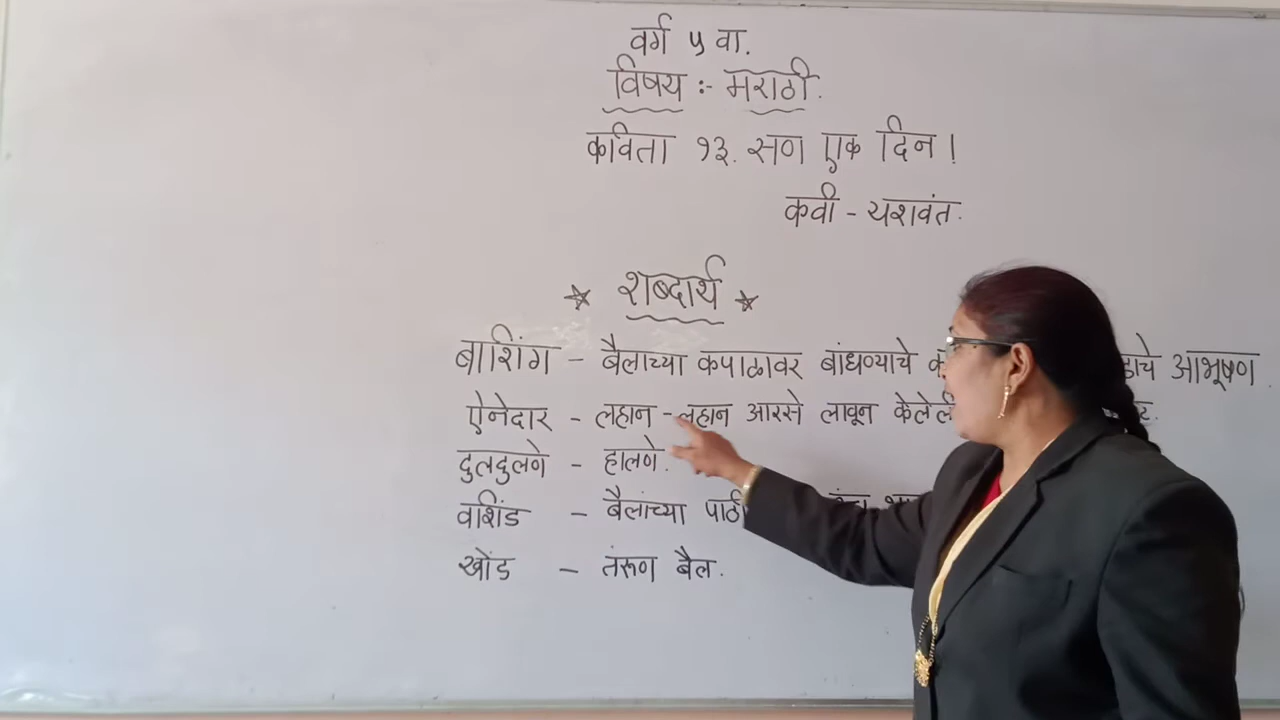 वर्ग ५ वा.
विषय :- मराठी.
कविता १३. सण एक दिन !
कवी - यशवंत.
☆ शब्दार्थ ☆
बाशिंग - बैलाच्या कपाळावर बांधण्याचे आभूषण .
ऐनेदार - लहान - लहान आरसे लावून केलेली
दुलदुलणे - हालणे.
वशिंड - बैलांच्या
खोंड - तरूण बैल.